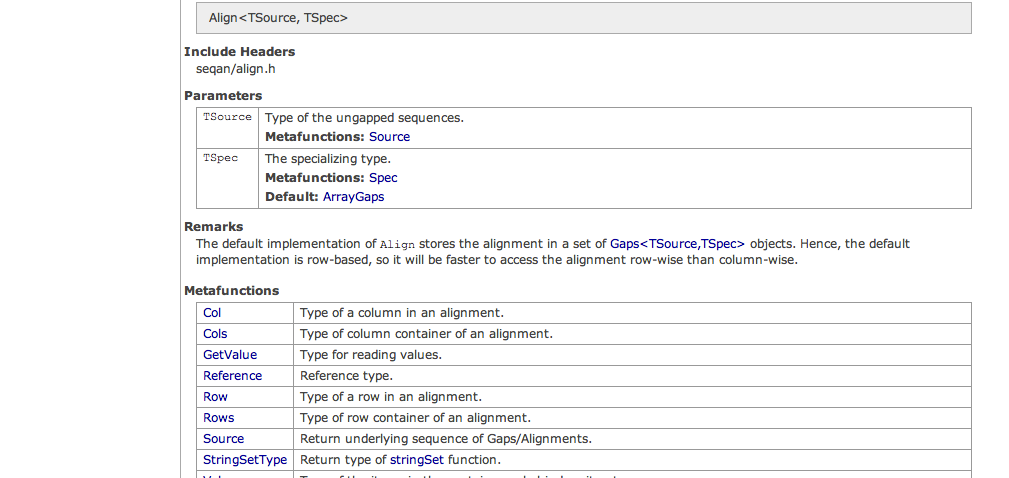 Align<TSource, TSpec>
Include Headers
seqan/align.h
Parameters
TSource Type of the ungapped sequences.
Metafunctions: Source
TSpec The specializing type.
Metafunctions: Spec
Default: ArrayGaps
Remarks
The default implementation of Align stores the alignment in a set of Gaps<TSource,TSpec> objects. Hence, the default
implementation is row-based, so it will be faster to access the alignment row-wise than column-wise.
Metafunctions
Col Type of a column in an alignment.
Cols Type of column container of an alignment.
GetValue Type for reading values.
Reference Reference type.
Row Type of a row in an alignment.
Rows Type of row container of an alignment.
Source Return underlying sequence of Gaps/Alignments.
StringSetType Return type of stringSet function.